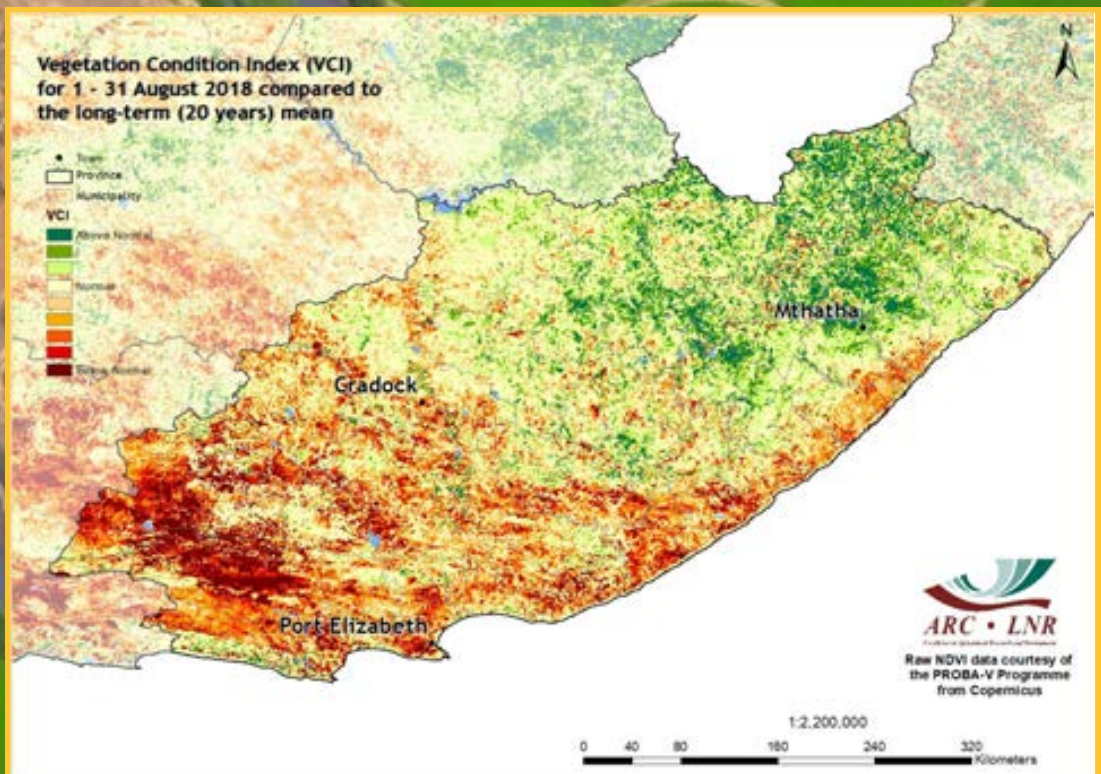 Vegetation Condition Index (VCI)
for 1 - 31 August 2018 compared to
the long-term (20 years) mean
N
Town
Province
Municipality
VCI
Above Normal
Normal
Below Normal
Mthatha
Cradock
Port Elizabeth
ARC • LNR
Raw NDVI data courtesy of
the PROBA-V Programme
from Copernicus
1:2,200,000
0 40 80 160 240 320
Kilometers